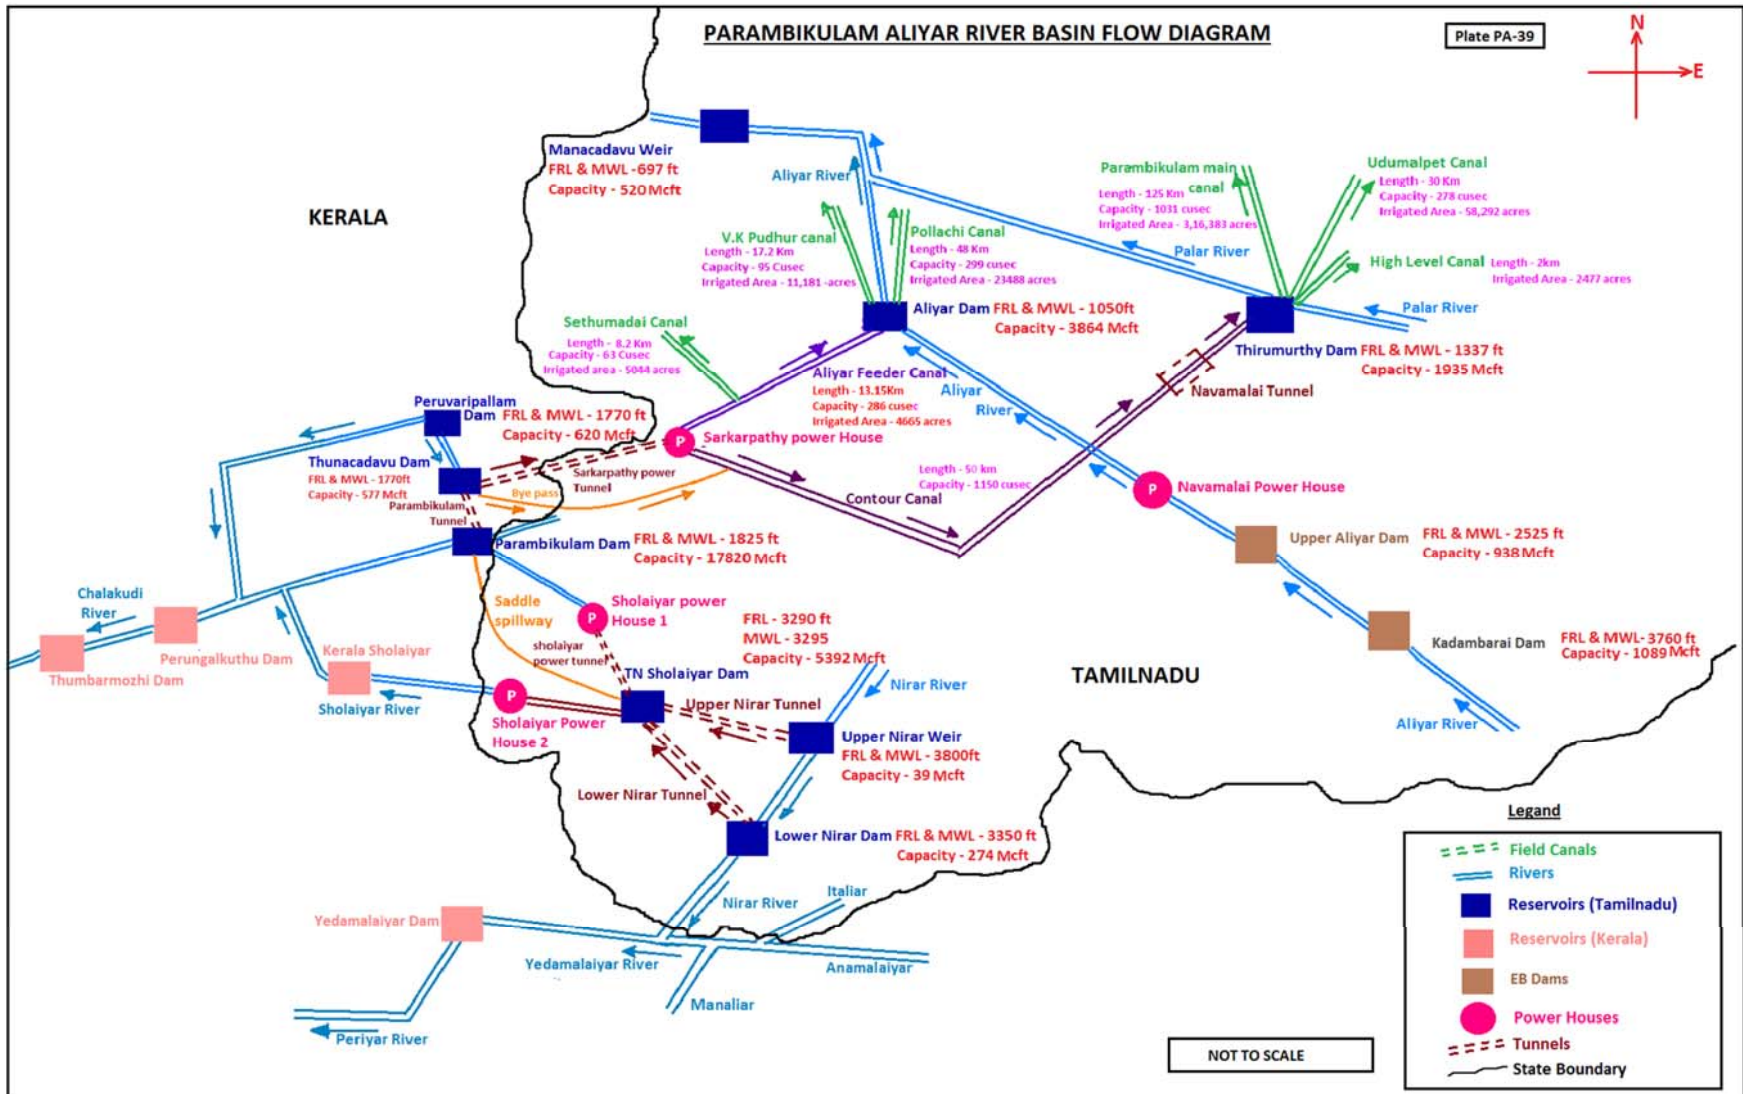 PARAMBIKULAM ALIYAR RIVER BASIN FLOW DIAGRAM
Plate PA-39
N
E
KERALA
Manacadavu Weir
FRL & MWL -697 ft
Capacity - 520 Mcft
Aliyar River
V.K Pudhur canal
Length - 17.2 Km
Capacity - 95 Cusec
Irrigated Area - 11,181 -acres
Pollachi Canal
Length - 48 Km
Capacity - 299 cusec
Irrigated Area - 23488 acres
Parambikulam main
canal
Length - 125 Km
Capacity - 1031 cusec
Irrigated Area - 3,16,383 acres
Udumalpet Canal
Length - 30 Km
Capacity - 278 cusec
Irrigated Area - 58,292 acres
Palar River
High Level Canal
Length - 2km
Irrigated Area - 2477 acres
Palar River
Aliyar Dam
FRL & MWL - 1050ft
Capacity - 3864 Mcft
Thirumurthy Dam
FRL & MWL - 1337 ft
Capacity - 1935 Mcft
Navamalai Tunnel
Sethumadai Canal
Length - 8.2 Km
Capacity - 63 Cusec
Irrigated area - 5044 acres
Aliyar Feeder Canal
Length - 13.15Km
Capacity - 286 cusec
Irrigated Area - 4665 acres
Aliyar
River
Peruvaripallam
Dam
FRL & MWL - 1770 ft
Capacity - 620 Mcft
P
Sarkarpathy power House
Thunacadavu Dam
FRL & MWL - 1770ft
Capacity - 577 Mcft
Sarkarpathy power
Tunnel
Bye pass
Parambikulam
Tunnel
Length - 50 km
Capacity - 1150 cusec
Contour Canal
P
Navamalai Power House
Parambikulam Dam
FRL & MWL - 1825 ft
Capacity - 17820 Mcft
Upper Aliyar Dam
FRL & MWL - 2525 ft
Capacity - 938 Mcft
Chalakudi
River
Perungalkuthu Dam
Thumbarmozhi Dam
Saddle
spillway
P
Sholaiyar power
House 1
sholaiyar
power tunnel
FRL - 3290 ft
MWL - 3295
Capacity - 5392 Mcft
Kadambarai Dam
FRL & MWL- 3760 ft
Capacity - 1089 Mcft
Kerala Sholaiyar
Sholaiyar River
P
Sholaiyar Power
House 2
TN Sholaiyar Dam
Upper Nirar Tunnel
Nirar River
TAMILNADU
Aliyar River
Upper Nirar Weir
FRL & MWL - 3800ft
Capacity - 39 Mcft
Lower Nirar Tunnel
Lower Nirar Dam
FRL & MWL - 3350 ft
Capacity - 274 Mcft
Nirar River
Italiar
Yedamalaiyar Dam
Yedamalaiyar River
Anamalaiyar
Manaliar
Periyar River
NOT TO SCALE
Legand
Field Canals
Rivers
Reservoirs (Tamilnadu)
Reservoirs (Kerala)
EB Dams
Power Houses
Tunnels
State Boundary